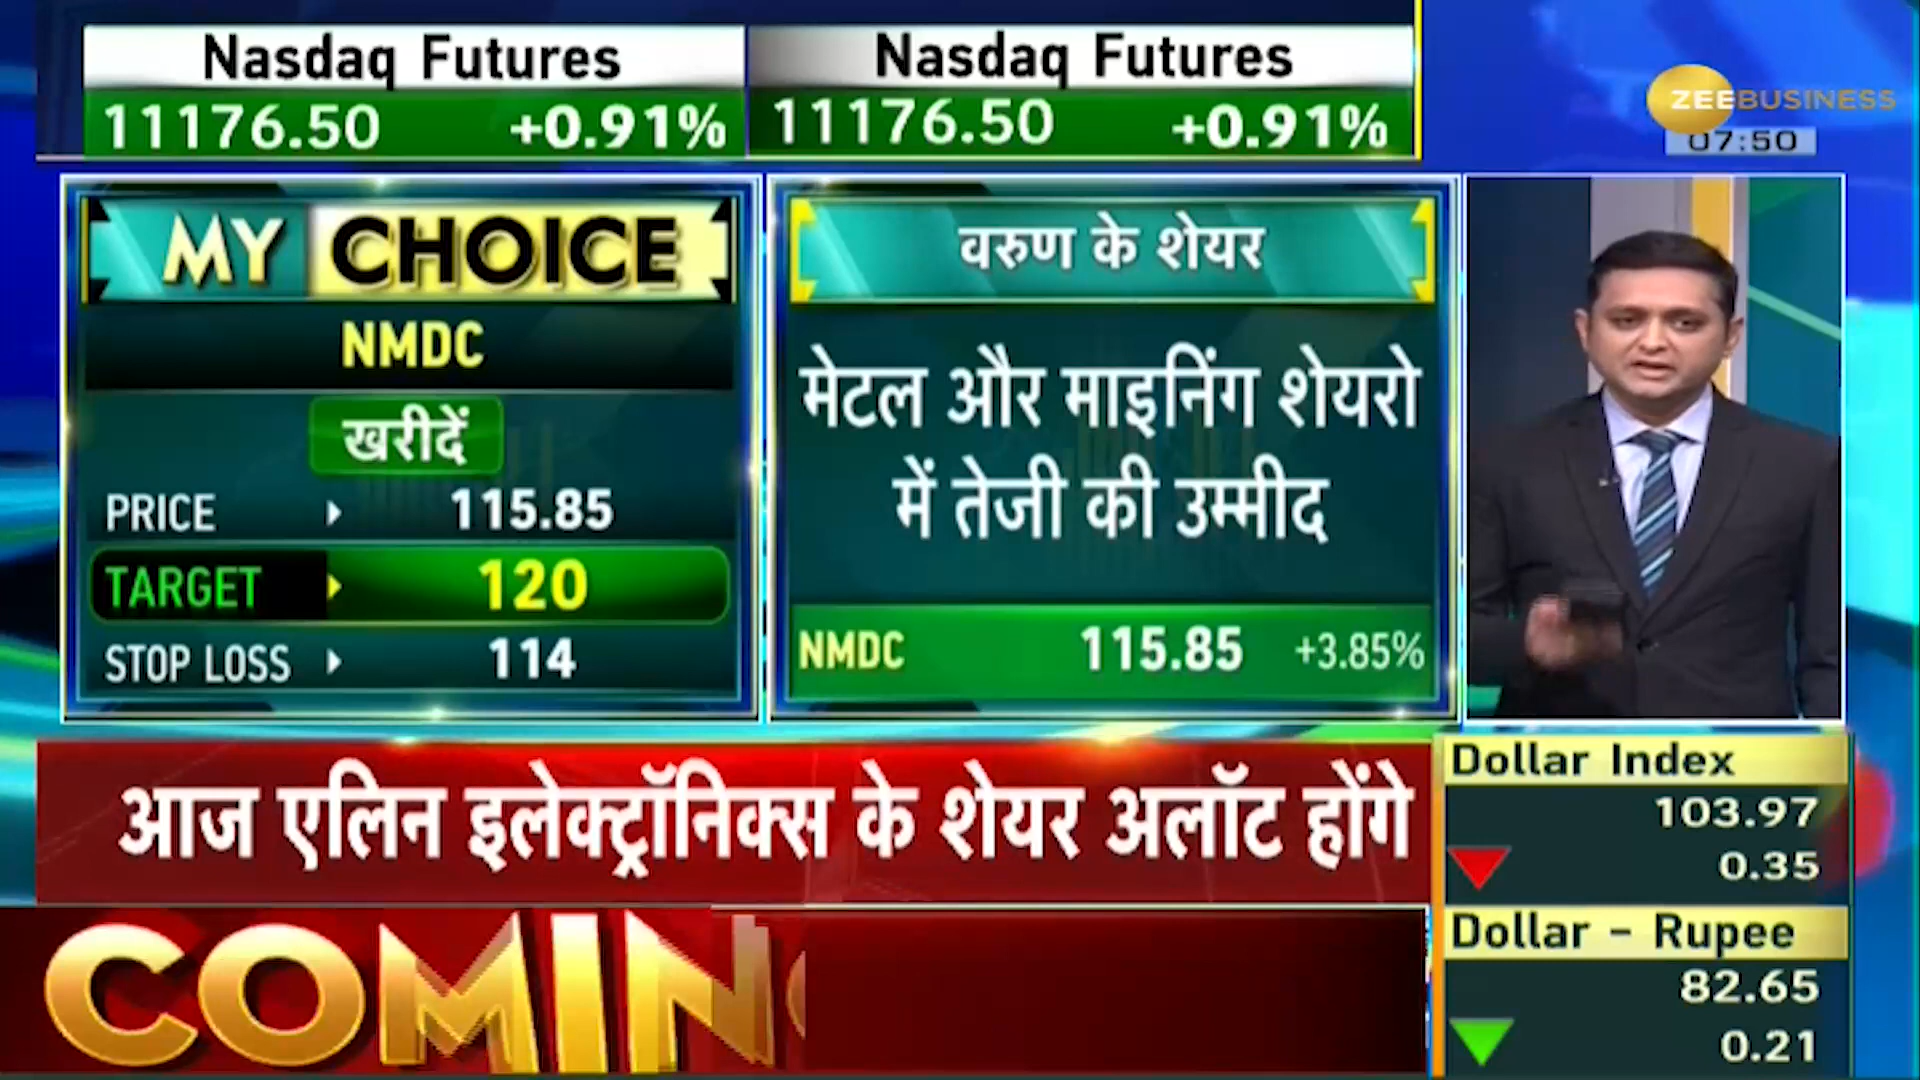 Nasdaq Futures
11176.50 +0.91%
Nasdaq Futures
11176.50 +0.91%
ZEEBUSINESS
07:50
MY CHOICE
NMDC
खरीदें
PRICE 115.85
TARGET 120
STOP LOSS 114
वरुण के शेयर
मेटल और माइनिंग शेयरो
में तेजी की उम्मीद
NMDC 115.85 +3.85%
आज एलिन इलेक्ट्रॉनिक्स के शेयर अलॉट होंगे
COMIN
Dollar Index
103.97
0.35
Dollar - Rupee
82.65
0.21